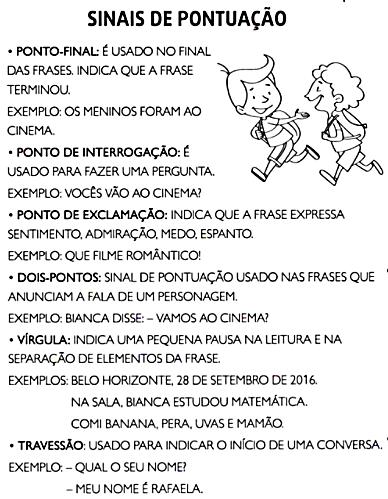 SINAIS DE PONTUAÇÃO
• PONTO-FINAL: É USADO NO FINAL
DAS FRASES. INDICA QUE A FRASE
TERMINOU.
EXEMPLO: OS MENINOS FORAM AO
CINEMA.
• PONTO DE INTERROGAÇÃO: É
USADO PARA FAZER UMA PERGUNTA.
EXEMPLO: VOCÊS VÃO AO CINEMA?
• PONTO DE EXCLAMAÇÃO: INDICA QUE A FRASE EXPRESSA
SENTIMENTO, ADMIRAÇÃO, MEDO, ESPANTO.
EXEMPLO: QUE FILME ROMÂNTICO!
• DOIS-PONTOS: SINAL DE PONTUAÇÃO USADO NAS FRASES QUE
ANUNCIAM A FALA DE UM PERSONAGEM.
EXEMPLO: BIANCA DISSE: – VAMOS AO CINEMA?
• VÍRGULA: INDICA UMA PEQUENA PAUSA NA LEITURA E NA
SEPARAÇÃO DE ELEMENTOS DA FRASE.
EXEMPLOS: BELO HORIZONTE, 28 DE SETEMBRO DE 2016.
NA SALA, BIANCA ESTUDOU MATEMÁTICA.
COMI BANANA, PERA, UVAS E MAMÃO.
• TRAVESSÃO: USADO PARA INDICAR O INÍCIO DE UMA CONVERSA.
EXEMPLO: – QUAL O SEU NOME?
– MEU NOME É RAFAELA.